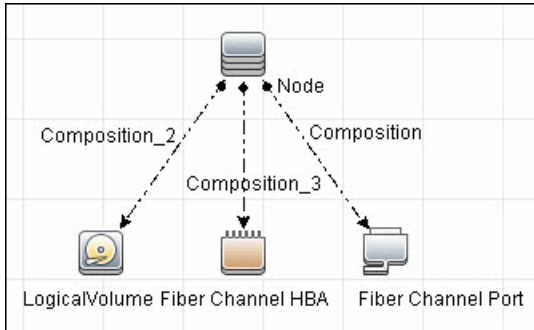 Node
Composition_2
Composition
Composition_3
LogicalVolume
Fiber Channel HBA
Fiber Channel Port